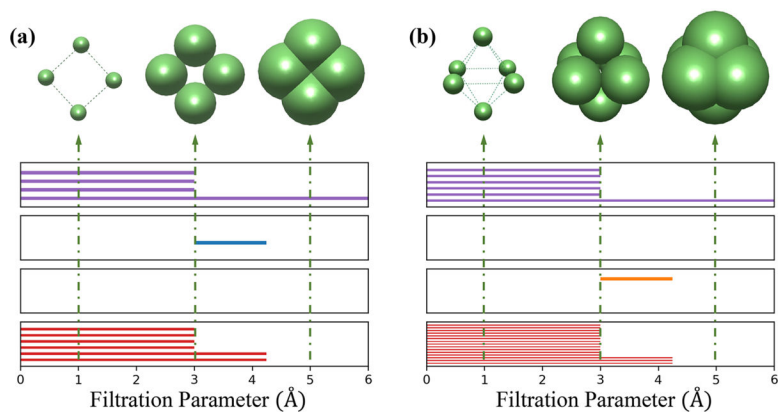 (a)
(b)
0 1 2 3 4 5 6
0 1 2 3 4 5 6
Filtration Parameter (Å)
Filtration Parameter (Å)